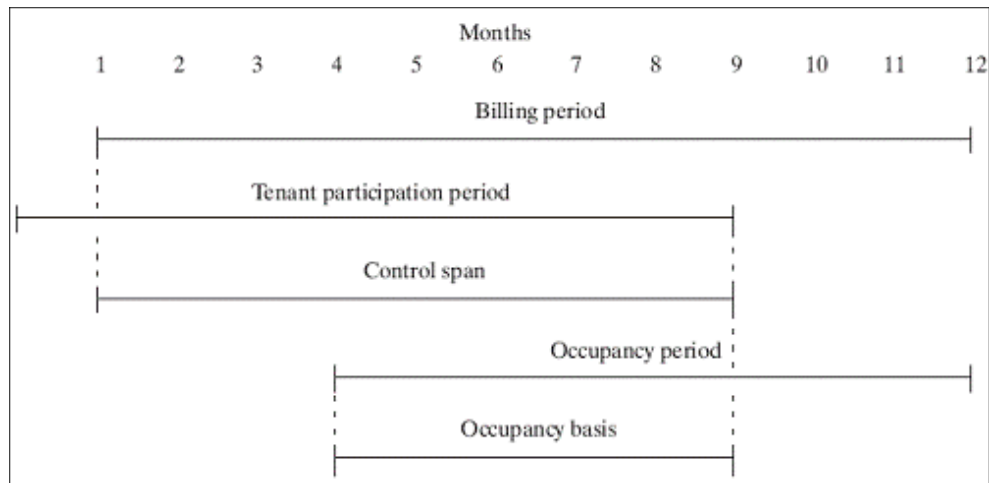 Months
1 2 3 4 5 6 7 8 9 10 11 12
Billing period
Tenant participation period
Control span
Occupancy period
Occupancy basis